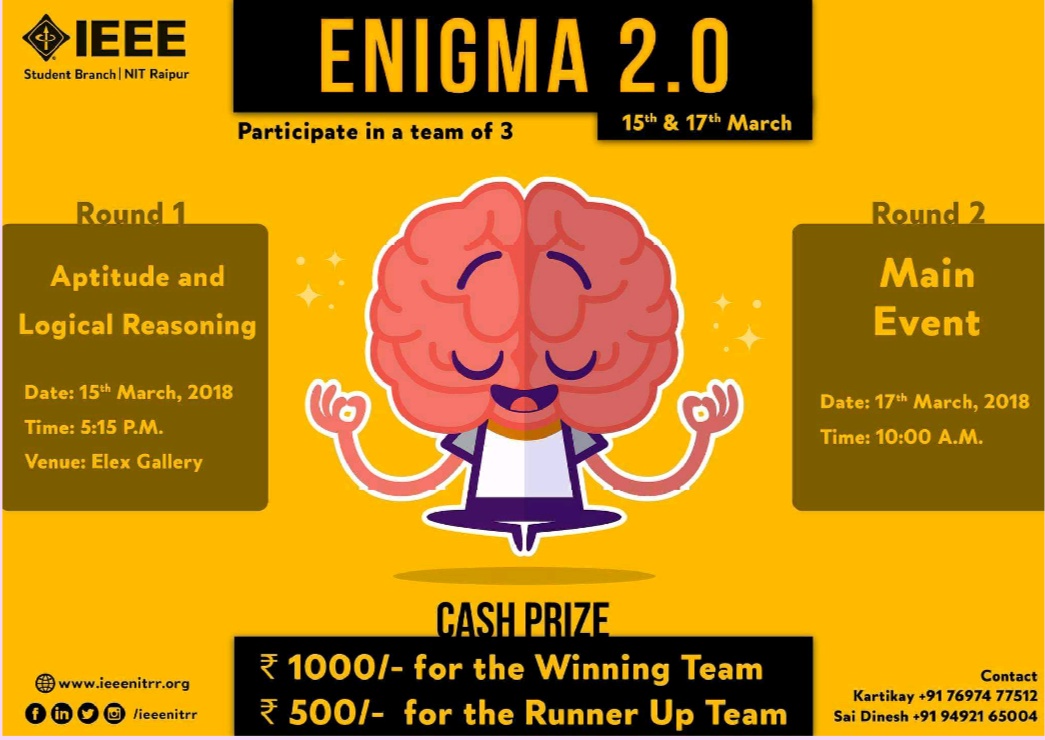 IEEE
Student Branch | NIT Raipur
ENIGMA 2.0
15th & 17th March
Participate in a team of 3
Round 1
Aptitude and
Logical Reasoning
Date: 15th March, 2018
Time: 5:15 P.M.
Venue: Elex Gallery
Round 2
Main
Event
Date: 17th March, 2018
Time: 10:00 A.M.
CASH PRIZE
₹ 1000/- for the Winning Team
₹ 500/- for the Runner Up Team
www.ieeenitrr.org
/ieeenitrr
Contact
Kartikay +91 76974 77512
Sai Dinesh +91 94921 65004